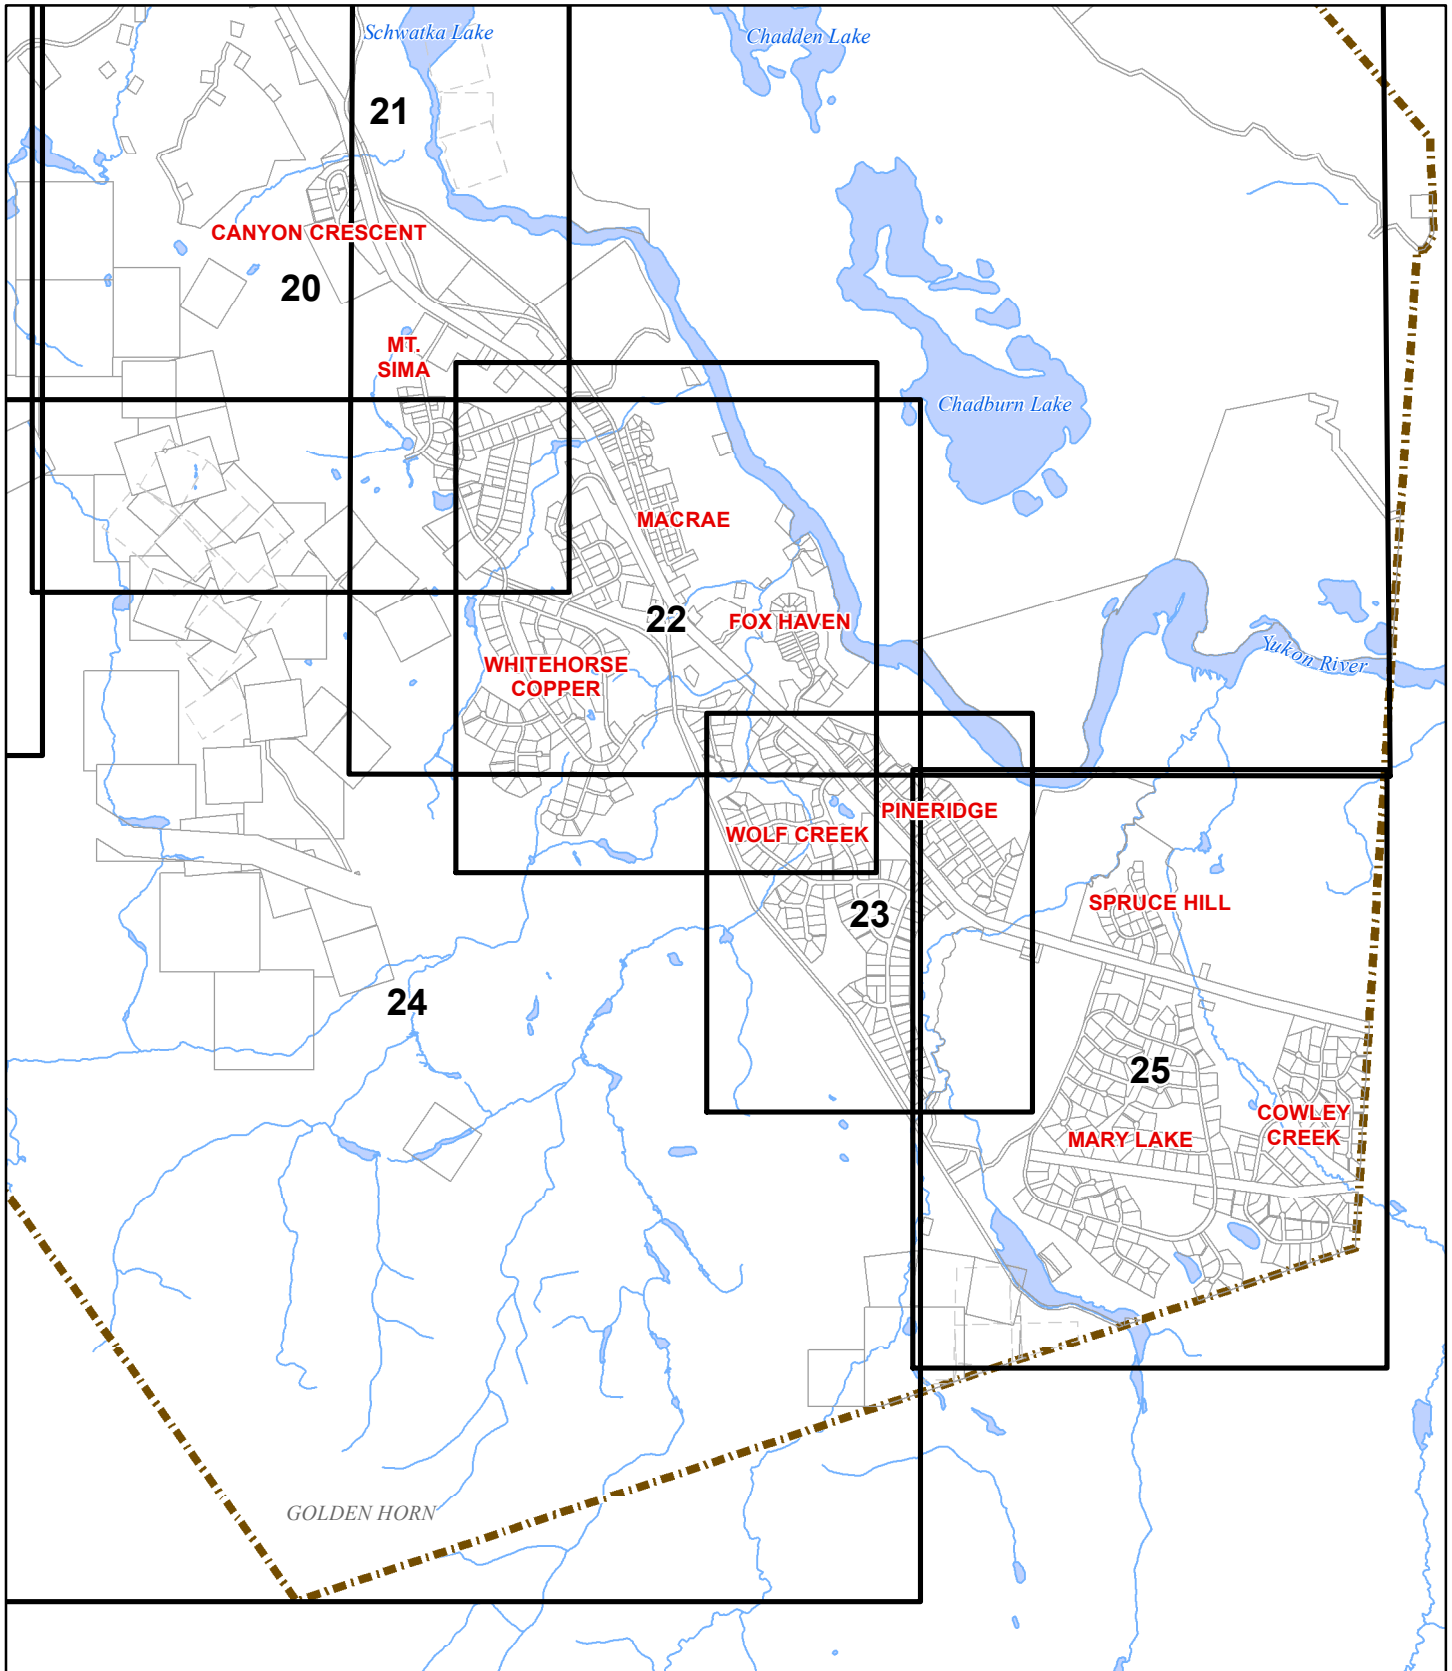 Schwatka Lake
Chadden Lake
21
CANYON CRESCENT
20
MT.
SIMA
Chadburn Lake
MACRAE
22
FOX HAVEN
WHITEHORSE
COPPER
Yukon River
PINERIDGE
WOLF CREEK
SPRUCE HILL
23
24
25
COWLEY
CREEK
MARY LAKE
GOLDEN HORN